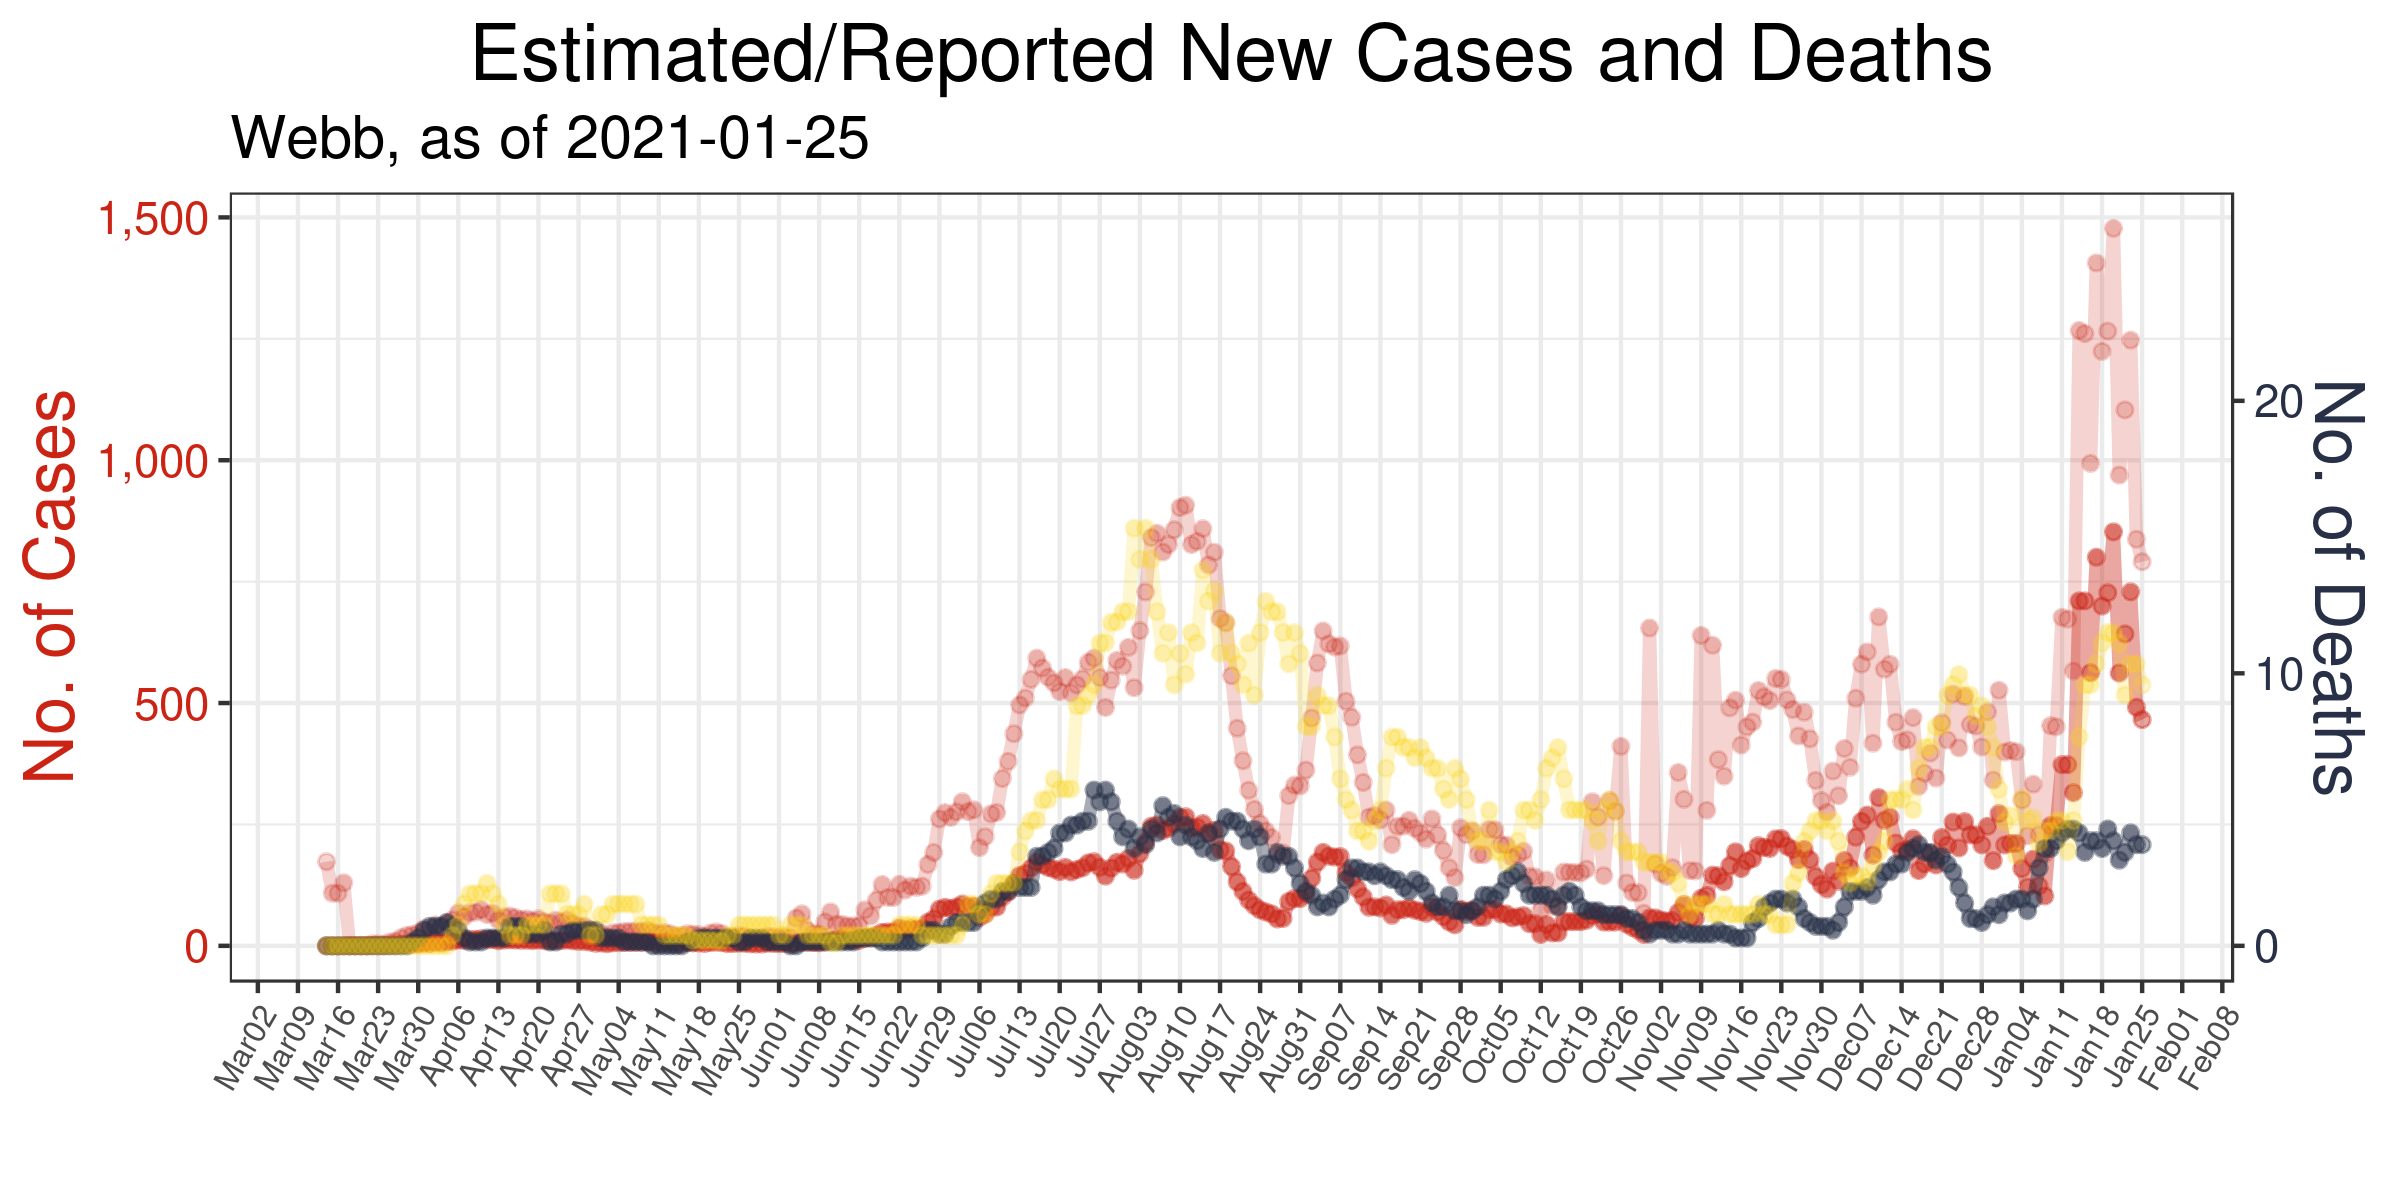 Estimated/Reported New Cases and Deaths
Webb, as of 2021-01-25
No. of Cases
1,500
1,000
500
0
20
10
0
No. of Deaths
Mar02
Mar09
Mar16
Mar23
Mar30
Apr06
Apr13
Apr20
Apr27
May04
May11
May18
May25
Jun01
Jun08
Jun15
Jun22
Jun29
Jul06
Jul13
Jul20
Jul27
Aug03
Aug10
Aug17
Aug24
Aug31
Sep07
Sep14
Sep21
Sep28
Oct05
Oct12
Oct19
Oct26
Nov02
Nov09
Nov16
Nov23
Nov30
Dec07
Dec14
Dec21
Dec28
Jan04
Jan11
Jan18
Jan25
Feb01
Feb08